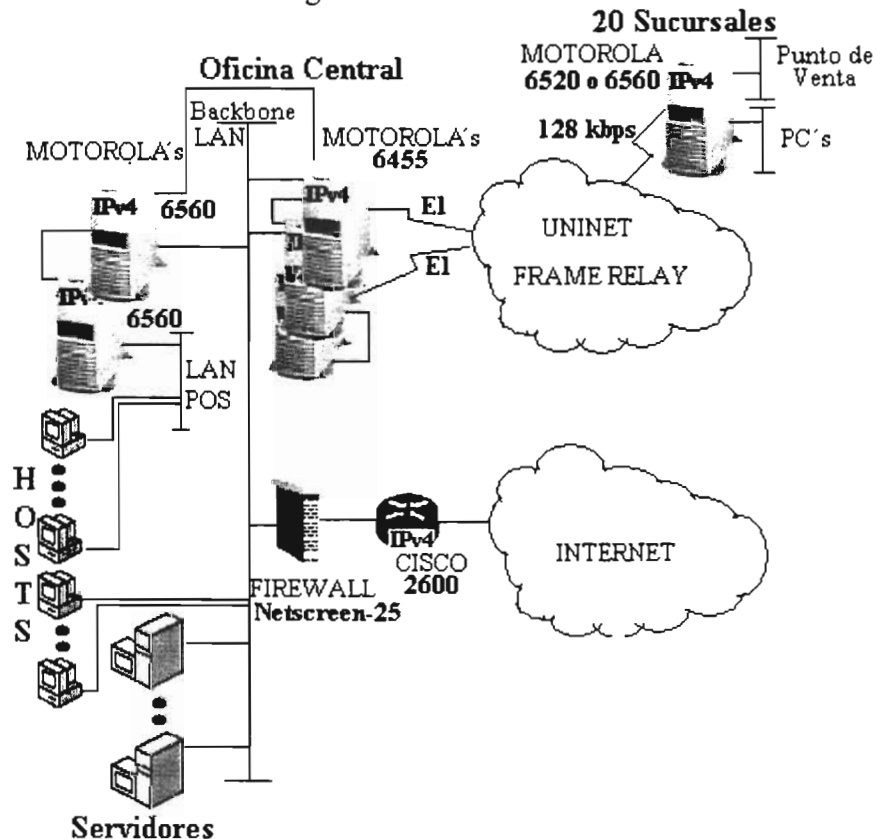 20 Sucursales
MOTOROLA
6520 o 6560
IPv4
Punto de
Venta
128 kbps
PC´s
Oficina Central
Backbone
LAN
MOTOROLA´s
6560
IPv4
MOTOROLA´s
6455
IPv4
E1
E1
UNINET
FRAME RELAY
6560
LAN
POS
HOSTS
IPv4
CISCO
2600
INTERNET
FIREWALL
Netscreen-25
Servidores